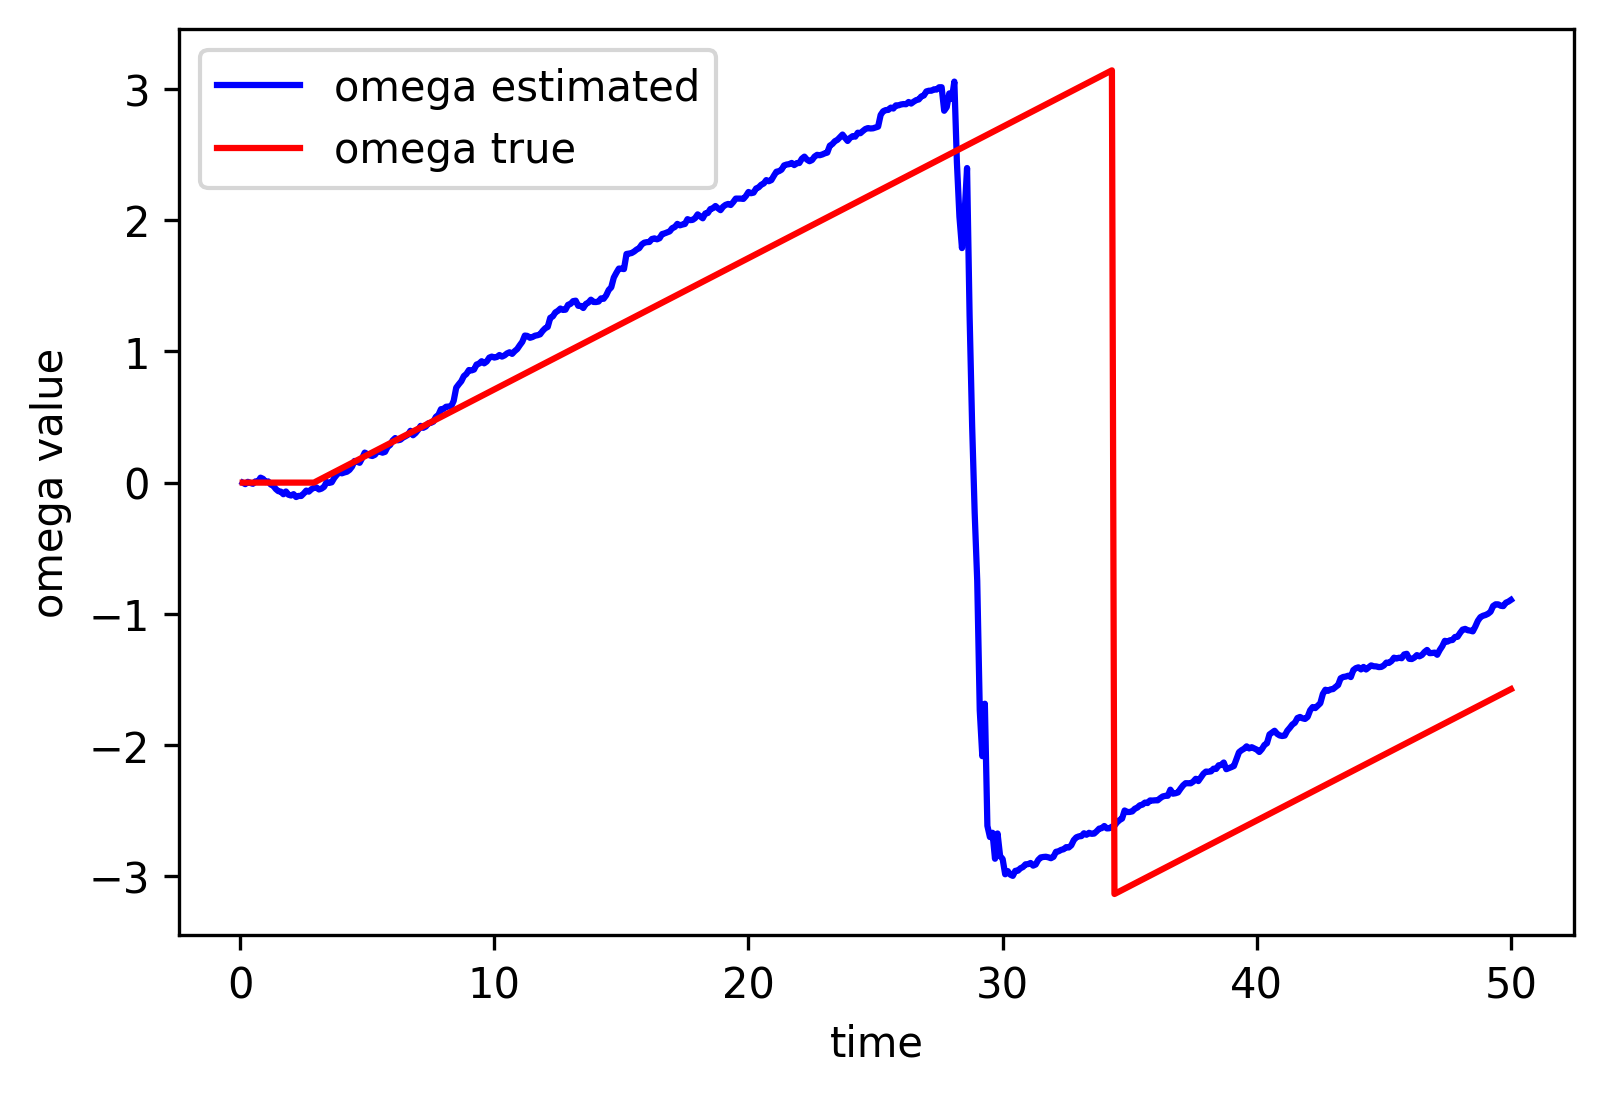 omega estimated
omega true
3
2
1
0
−1
−2
−3
omega value
0 10 20 30 40 50
time